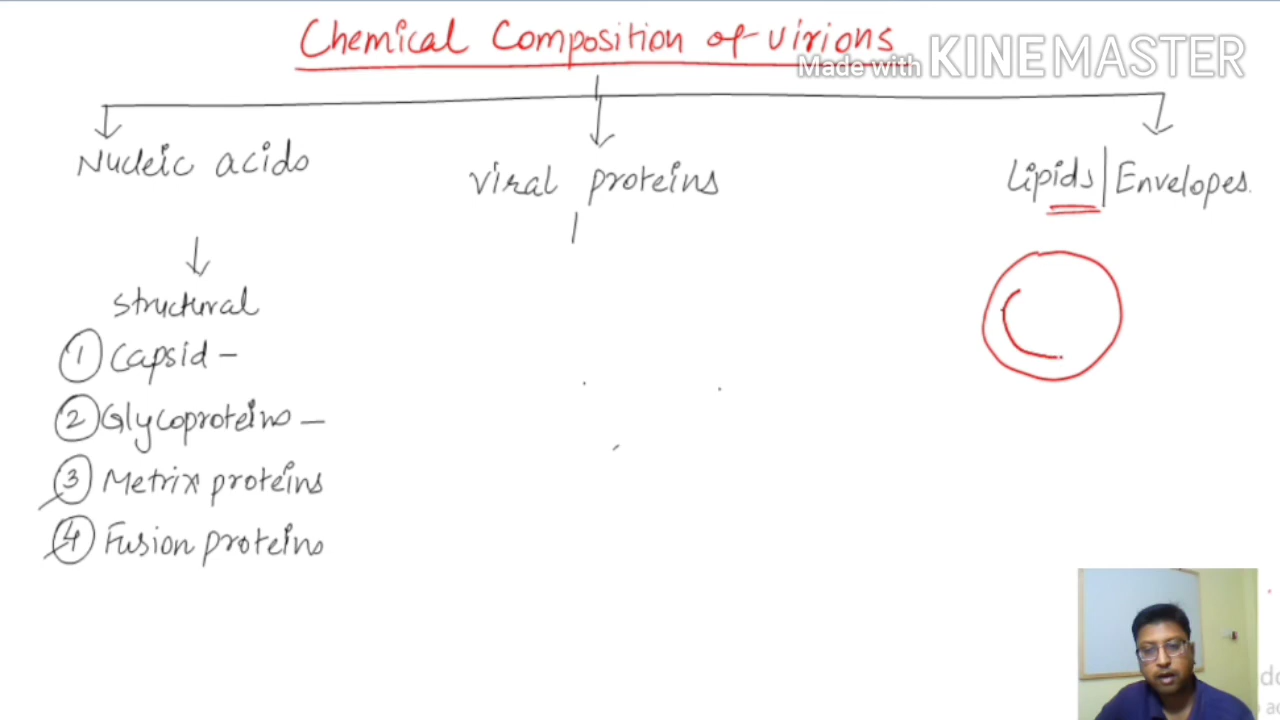 Chemical Composition of virions
Made with KINEMASTER
Nucleic acids
Viral proteins
Lipids | Envelopes.
Structural
1 Capsid -
2 Glycoproteins -
3 Metrix proteins
4 Fusion proteins